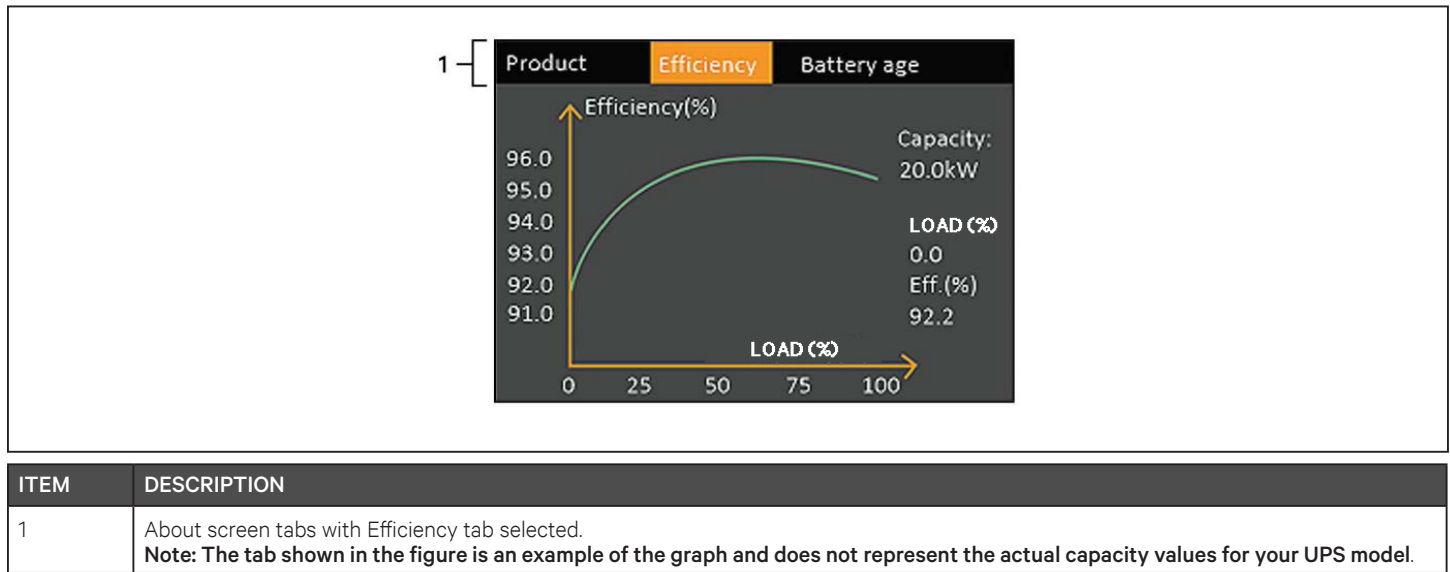 1
Product Efficiency Battery age
Efficiency(%)
Capacity:
20.0kW
96.0
95.0
94.0
93.0
92.0
91.0
LOAD(%)
0.0
Eff.(%)
92.2
LOAD(%)
0 25 50 75 100
ITEM DESCRIPTION
1 About screen tabs with Efficiency tab selected.
Note: The tab shown in the figure is an example of the graph and does not represent the actual capacity values for your UPS model.